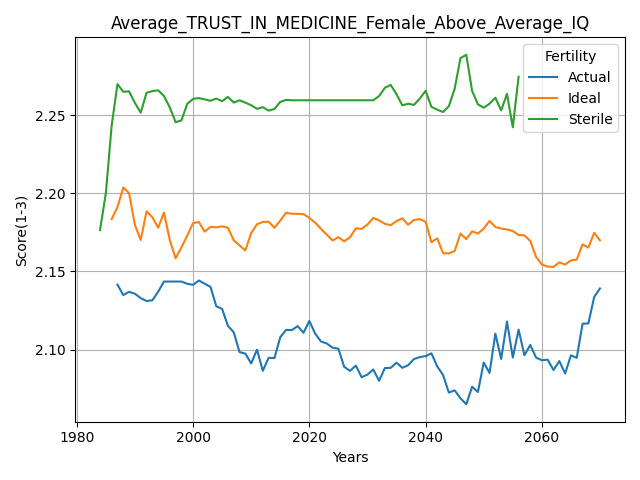 Average_TRUST_IN_MEDICINE_Female_Above_Average_IQ
Fertility
Actual
Ideal
Sterile
Score(1-3)
2.25
2.20
2.15
2.10
1980
2000
2020
2040
2060
Years